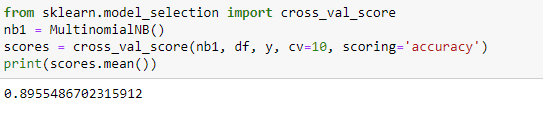 from sklearn.model_selection import cross_val_score
nb1 = MultinomialNB()
scores = cross_val_score(nb1, df, y, cv=10, scoring='accuracy')
print(scores.mean())
0.8955486702315912